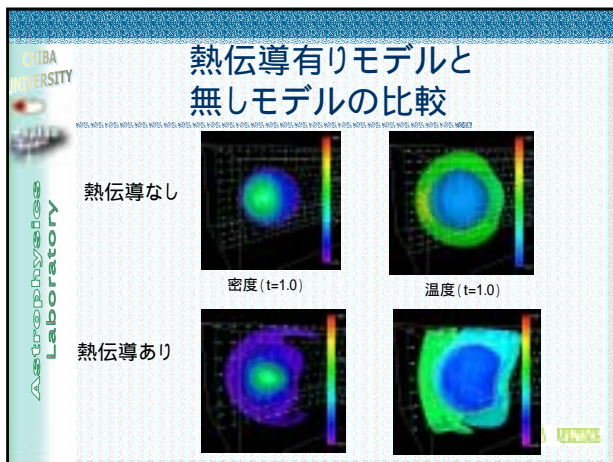 CHIBA
UNIVERSITY
熱伝導有りモデルと
無しモデルの比較
熱伝導なし
密度(t=1.0)
温度(t=1.0)
熱伝導あり
Astrophysics
Laboratory